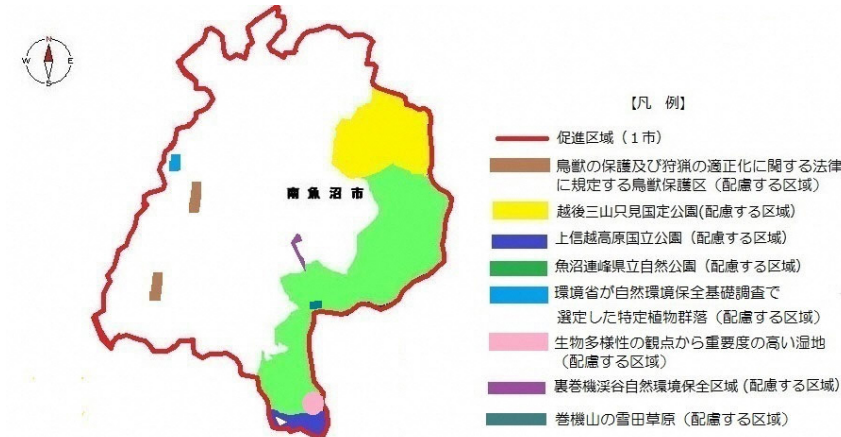 N
W E
S
【凡 例】
促進区域(1市)
鳥獣の保護及び狩猟の適正化に関する法律
に規定する鳥獣保護区(配慮する区域)
越後三山只見国定公園(配慮する区域)
上信越高原国立公園(配慮する区域)
魚沼連峰県立自然公園(配慮する区域)
環境省が自然環境保全基礎調査で
選定した特定植物群落(配慮する区域)
生物多様性の観点から重要度の高い湿地
(配慮する区域)
裏巻機渓谷自然環境保全区域(配慮する区域)
巻機山の雪田草原(配慮する区域)
南魚沼市